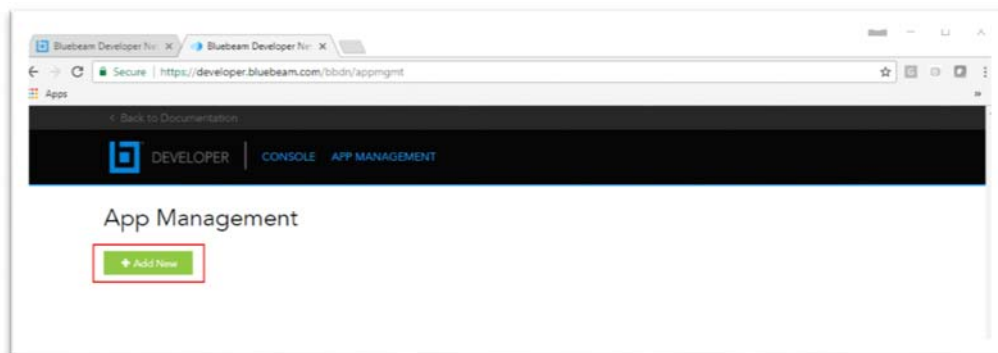 Bluebeam Developer Ne
Bluebeam Developer Ne
Secure | https://developer.bluebeam.com/bbdn/appmgmt
Apps
< Back to Documentation
DEVELOPER CONSOLE APP MANAGEMENT
App Management
+ Add New